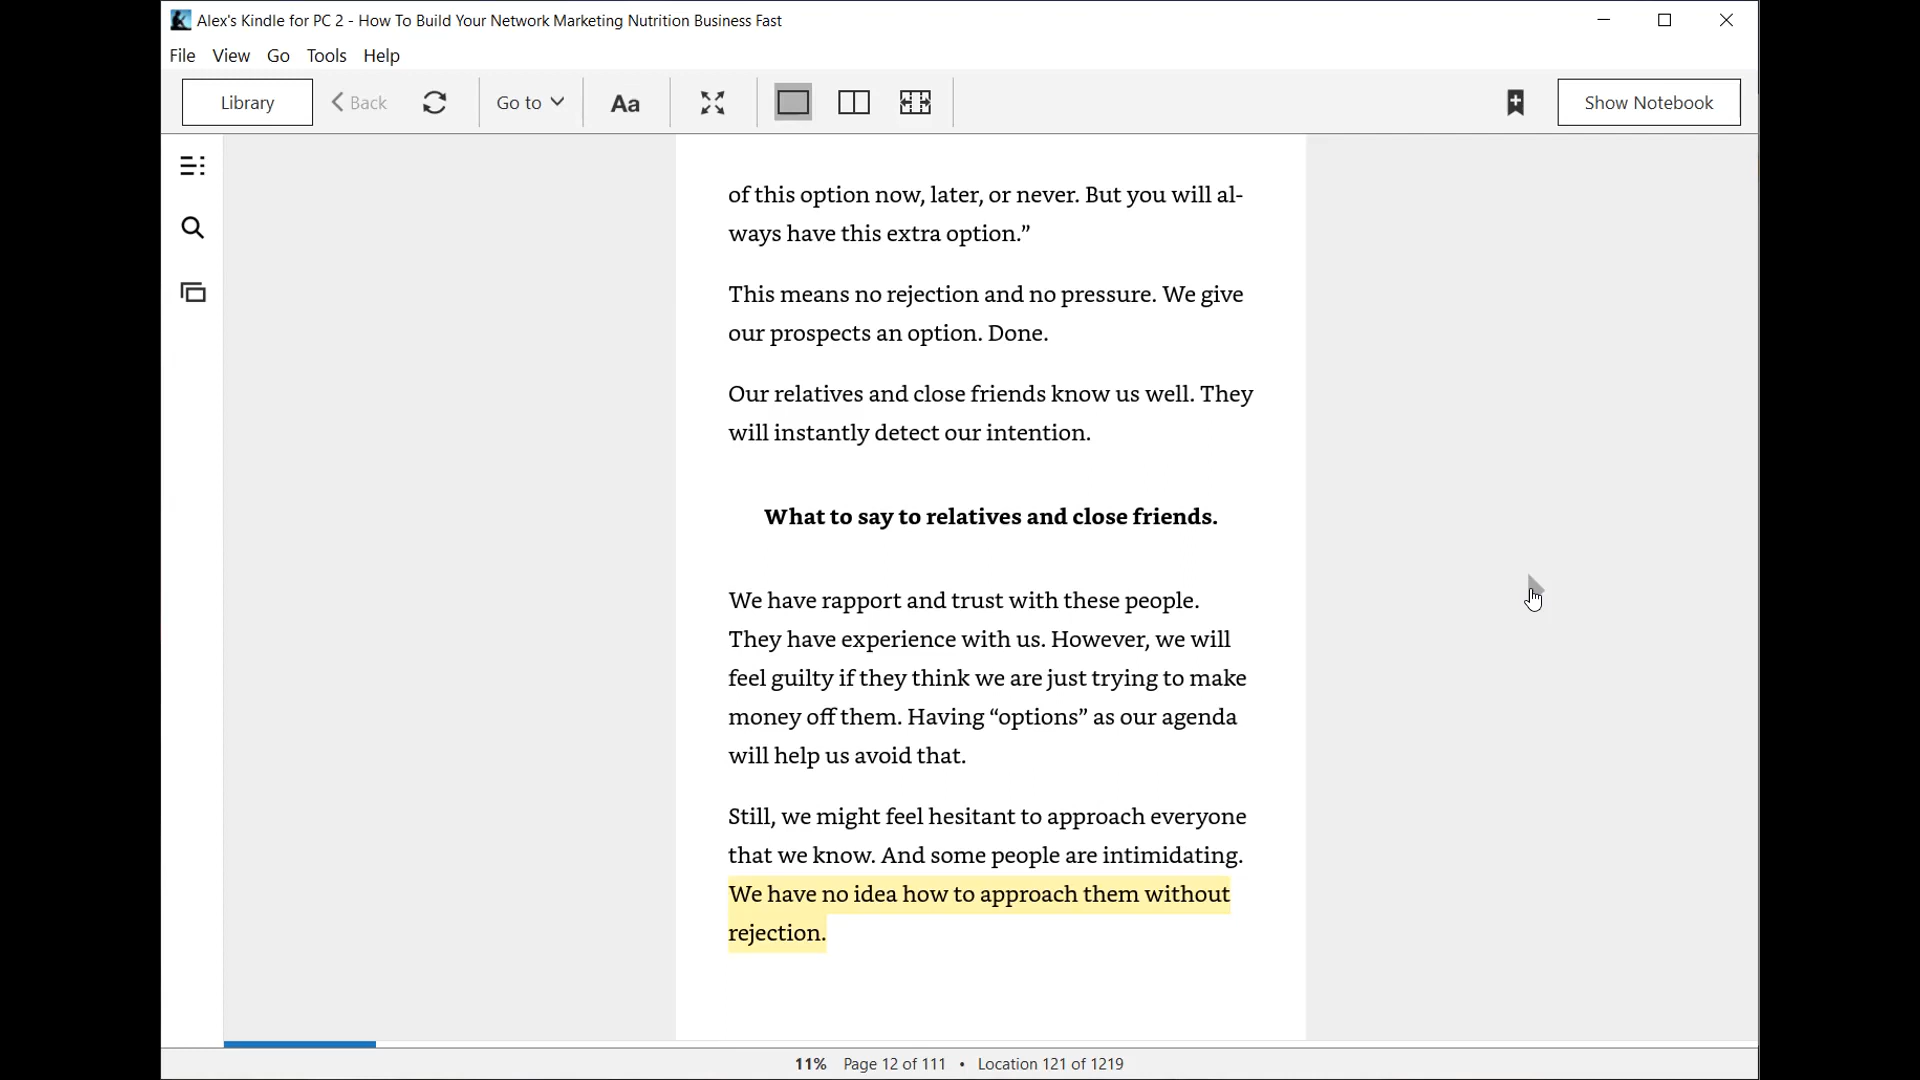 Alex's Kindle for PC 2 - How To Build Your Network Marketing Nutrition Business Fast
File View Go Tools Help
Library Back Go to Aa Show Notebook
of this option now, later, or never. But you will al-
ways have this extra option.”
This means no rejection and no pressure. We give
our prospects an option. Done.
Our relatives and close friends know us well. They
will instantly detect our intention.
What to say to relatives and close friends.
We have rapport and trust with these people.
They have experience with us. However, we will
feel guilty if they think we are just trying to make
money off them. Having “options” as our agenda
will help us avoid that.
Still, we might feel hesitant to approach everyone
that we know. And some people are intimidating.
We have no idea how to approach them without
rejection.
11% Page 12 of 111 • Location 121 of 1219